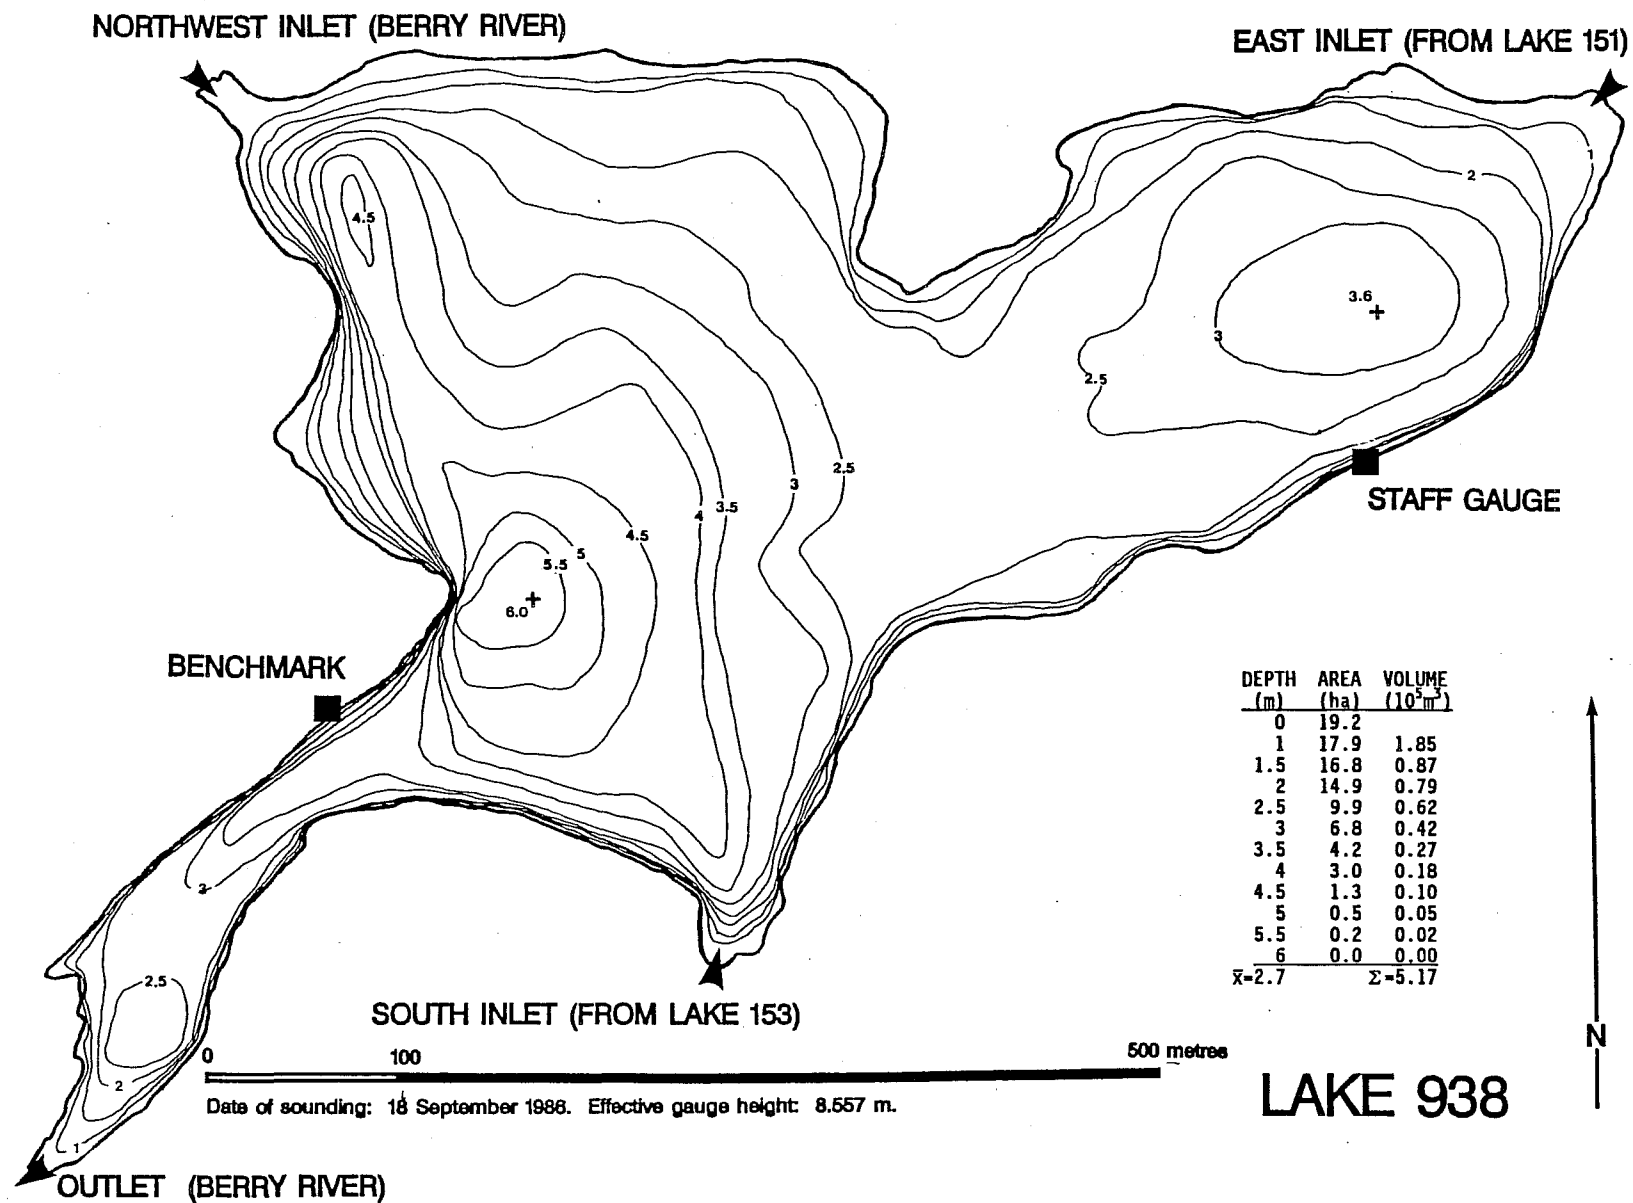 NORTHWEST INLET (BERRY RIVER)
EAST INLET (FROM LAKE 151)
1
2
4.5
3.6
3
2.5
2.5
3
3.5
4
4.5
5
5.5
6.0
STAFF GAUGE
BENCHMARK
2
2.5
2
1
SOUTH INLET (FROM LAKE 153)
DEPTH AREA VOLUME
(m) (ha) (10⁵m³)
0 19.2
1 17.9 1.85
1.5 16.8 0.87
2 14.9 0.79
2.5 9.9 0.62
3 6.8 0.42
3.5 4.2 0.27
4 3.0 0.18
4.5 1.3 0.10
5 0.5 0.05
5.5 0.2 0.02
6 0.0 0.00
x̄=2.7 Σ=5.17
N
0 100 500 metres
Date of sounding: 18 September 1986. Effective gauge height: 8.557 m.
LAKE 938
OUTLET (BERRY RIVER)